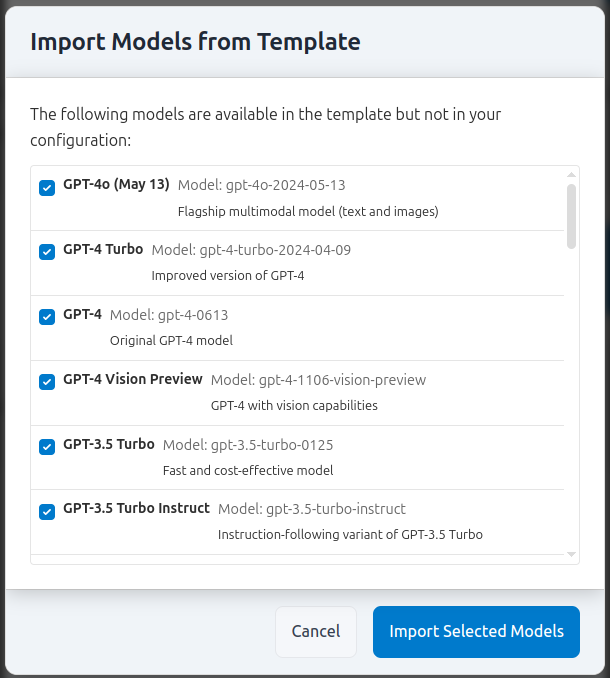 Import Models from Template
The following models are available in the template but not in your
configuration:
GPT-4o (May 13) Model: gpt-4o-2024-05-13
Flagship multimodal model (text and images)
GPT-4 Turbo Model: gpt-4-turbo-2024-04-09
Improved version of GPT-4
GPT-4 Model: gpt-4-0613
Original GPT-4 model
GPT-4 Vision Preview Model: gpt-4-1106-vision-preview
GPT-4 with vision capabilities
GPT-3.5 Turbo Model: gpt-3.5-turbo-0125
Fast and cost-effective model
GPT-3.5 Turbo Instruct Model: gpt-3.5-turbo-instruct
Instruction-following variant of GPT-3.5 Turbo
Cancel Import Selected Models